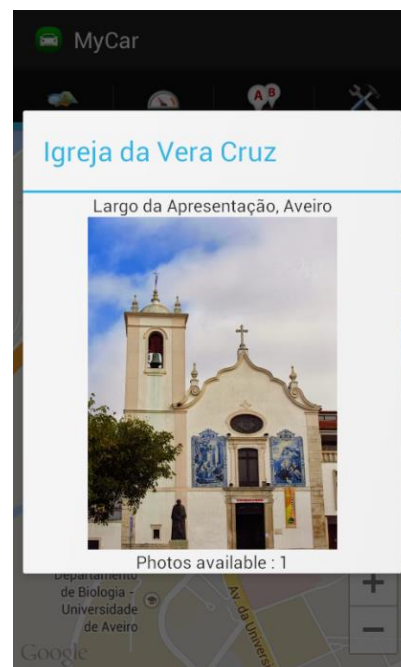 MyCar
A B
Igreja da Vera Cruz
Largo da Apresentação, Aveiro
Photos available : 1
Departamento
de Biologia -
Universidade
de Aveiro
Av. da Universi
+
−
Google